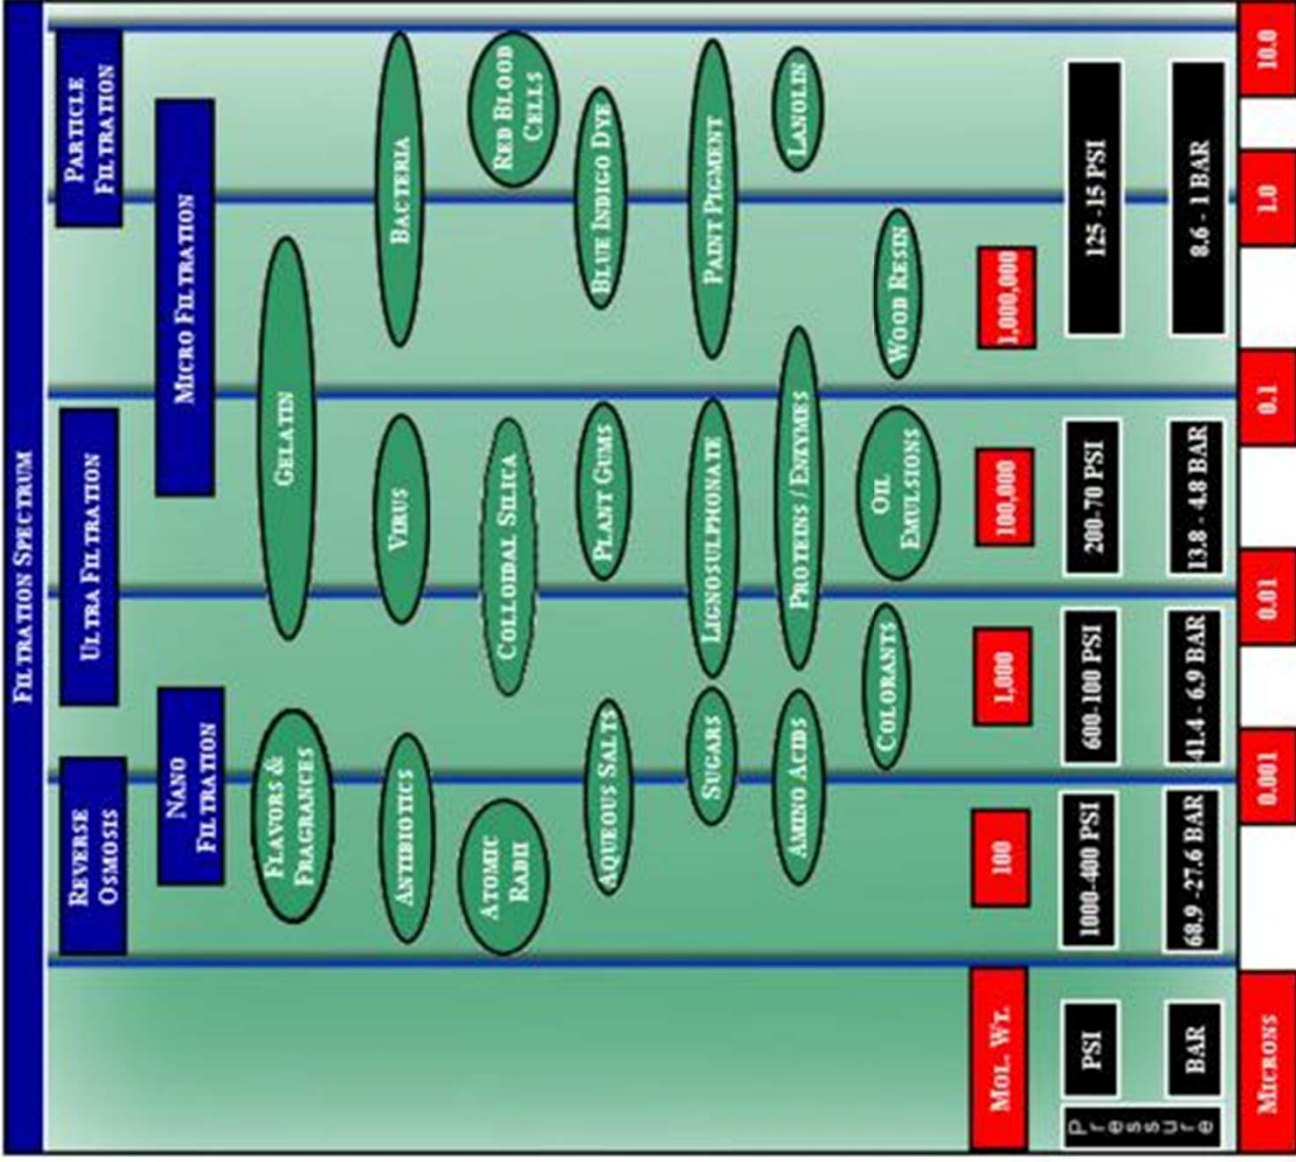 FILTRATION SPECTRUM
REVERSE
OSMOSIS
ULTRA FILTRATION
PARTICLE
FILTRATION
NANO
FILTRATION
MICRO FILTRATION
FLAVORS &
FRAGRANCES
GELATIN
ANTIBIOTICS
VIRUS
BACTERIA
ATOMIC
RADII
COLLOIDAL SILICA
RED BLOOD
CELLS
AQUEOUS SALTS
PLANT GUMS
BLUE INDIGO DYE
SUGARS
LIGNOSULPHONATE
PAINT PIGMENT
AMINO ACIDS
PROTEINS / ENZYMES
LANOLIN
COLORANTS
OIL
EMULSIONS
WOOD RESIN
MOL. WT.
100
1,000
100,000
1,000,000
Pressure
PSI
1000-400 PSI
600-100 PSI
200-70 PSI
125 -15 PSI
BAR
68.9 -27.6 BAR
41.4 - 6.9 BAR
13.8 - 4.8 BAR
8.6 - 1 BAR
MICRONS
0.001
0.01
0.1
1.0
10.0